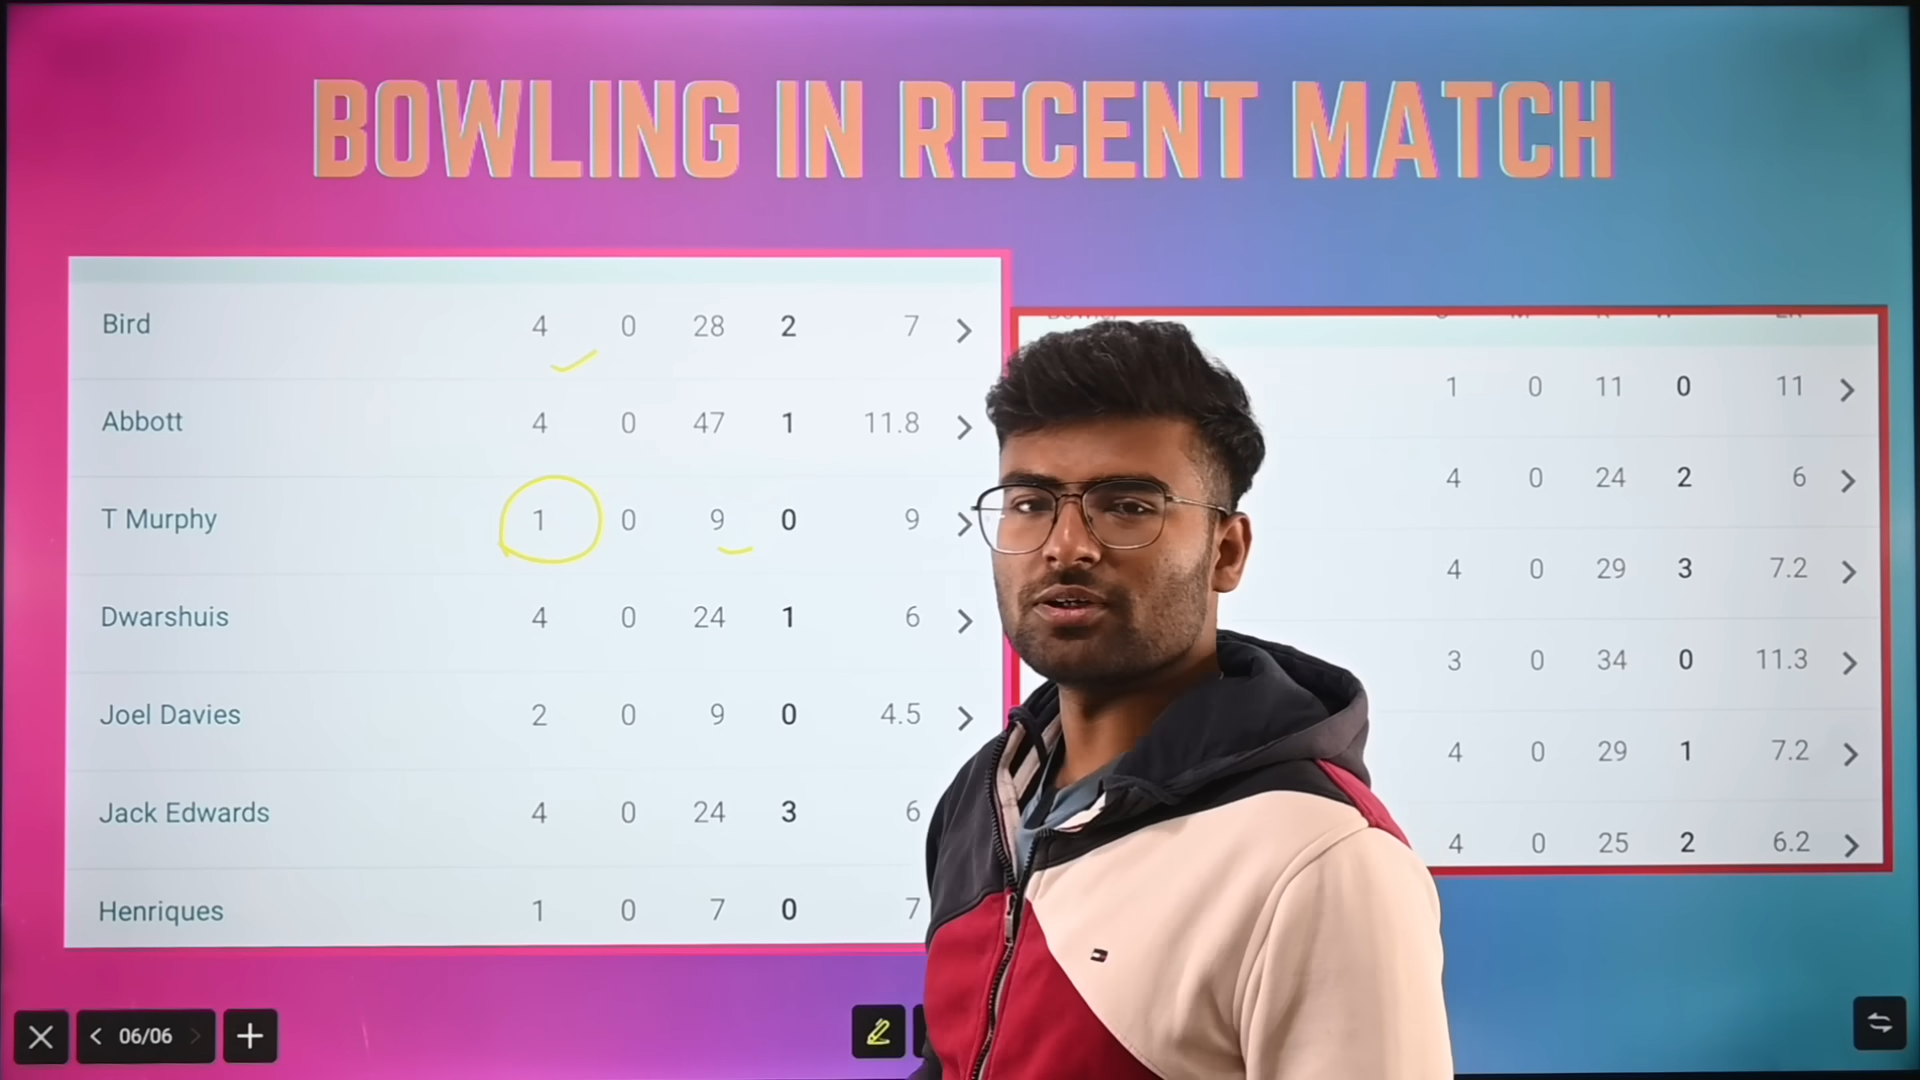 BOWLING IN RECENT MATCH
Bird 4 0 28 2 7
Abbott 4 0 47 1 11.8
T Murphy 1 0 9 0 9
Dwarshuis 4 0 24 1 6
Joel Davies 2 0 9 0 4.5
Jack Edwards 4 0 24 3 6
Henriques 1 0 7 0 7
1 0 11 0 11
4 0 24 2 6
4 0 29 3 7.2
3 0 34 0 11.3
4 0 29 1 7.2
4 0 25 2 6.2
06/06